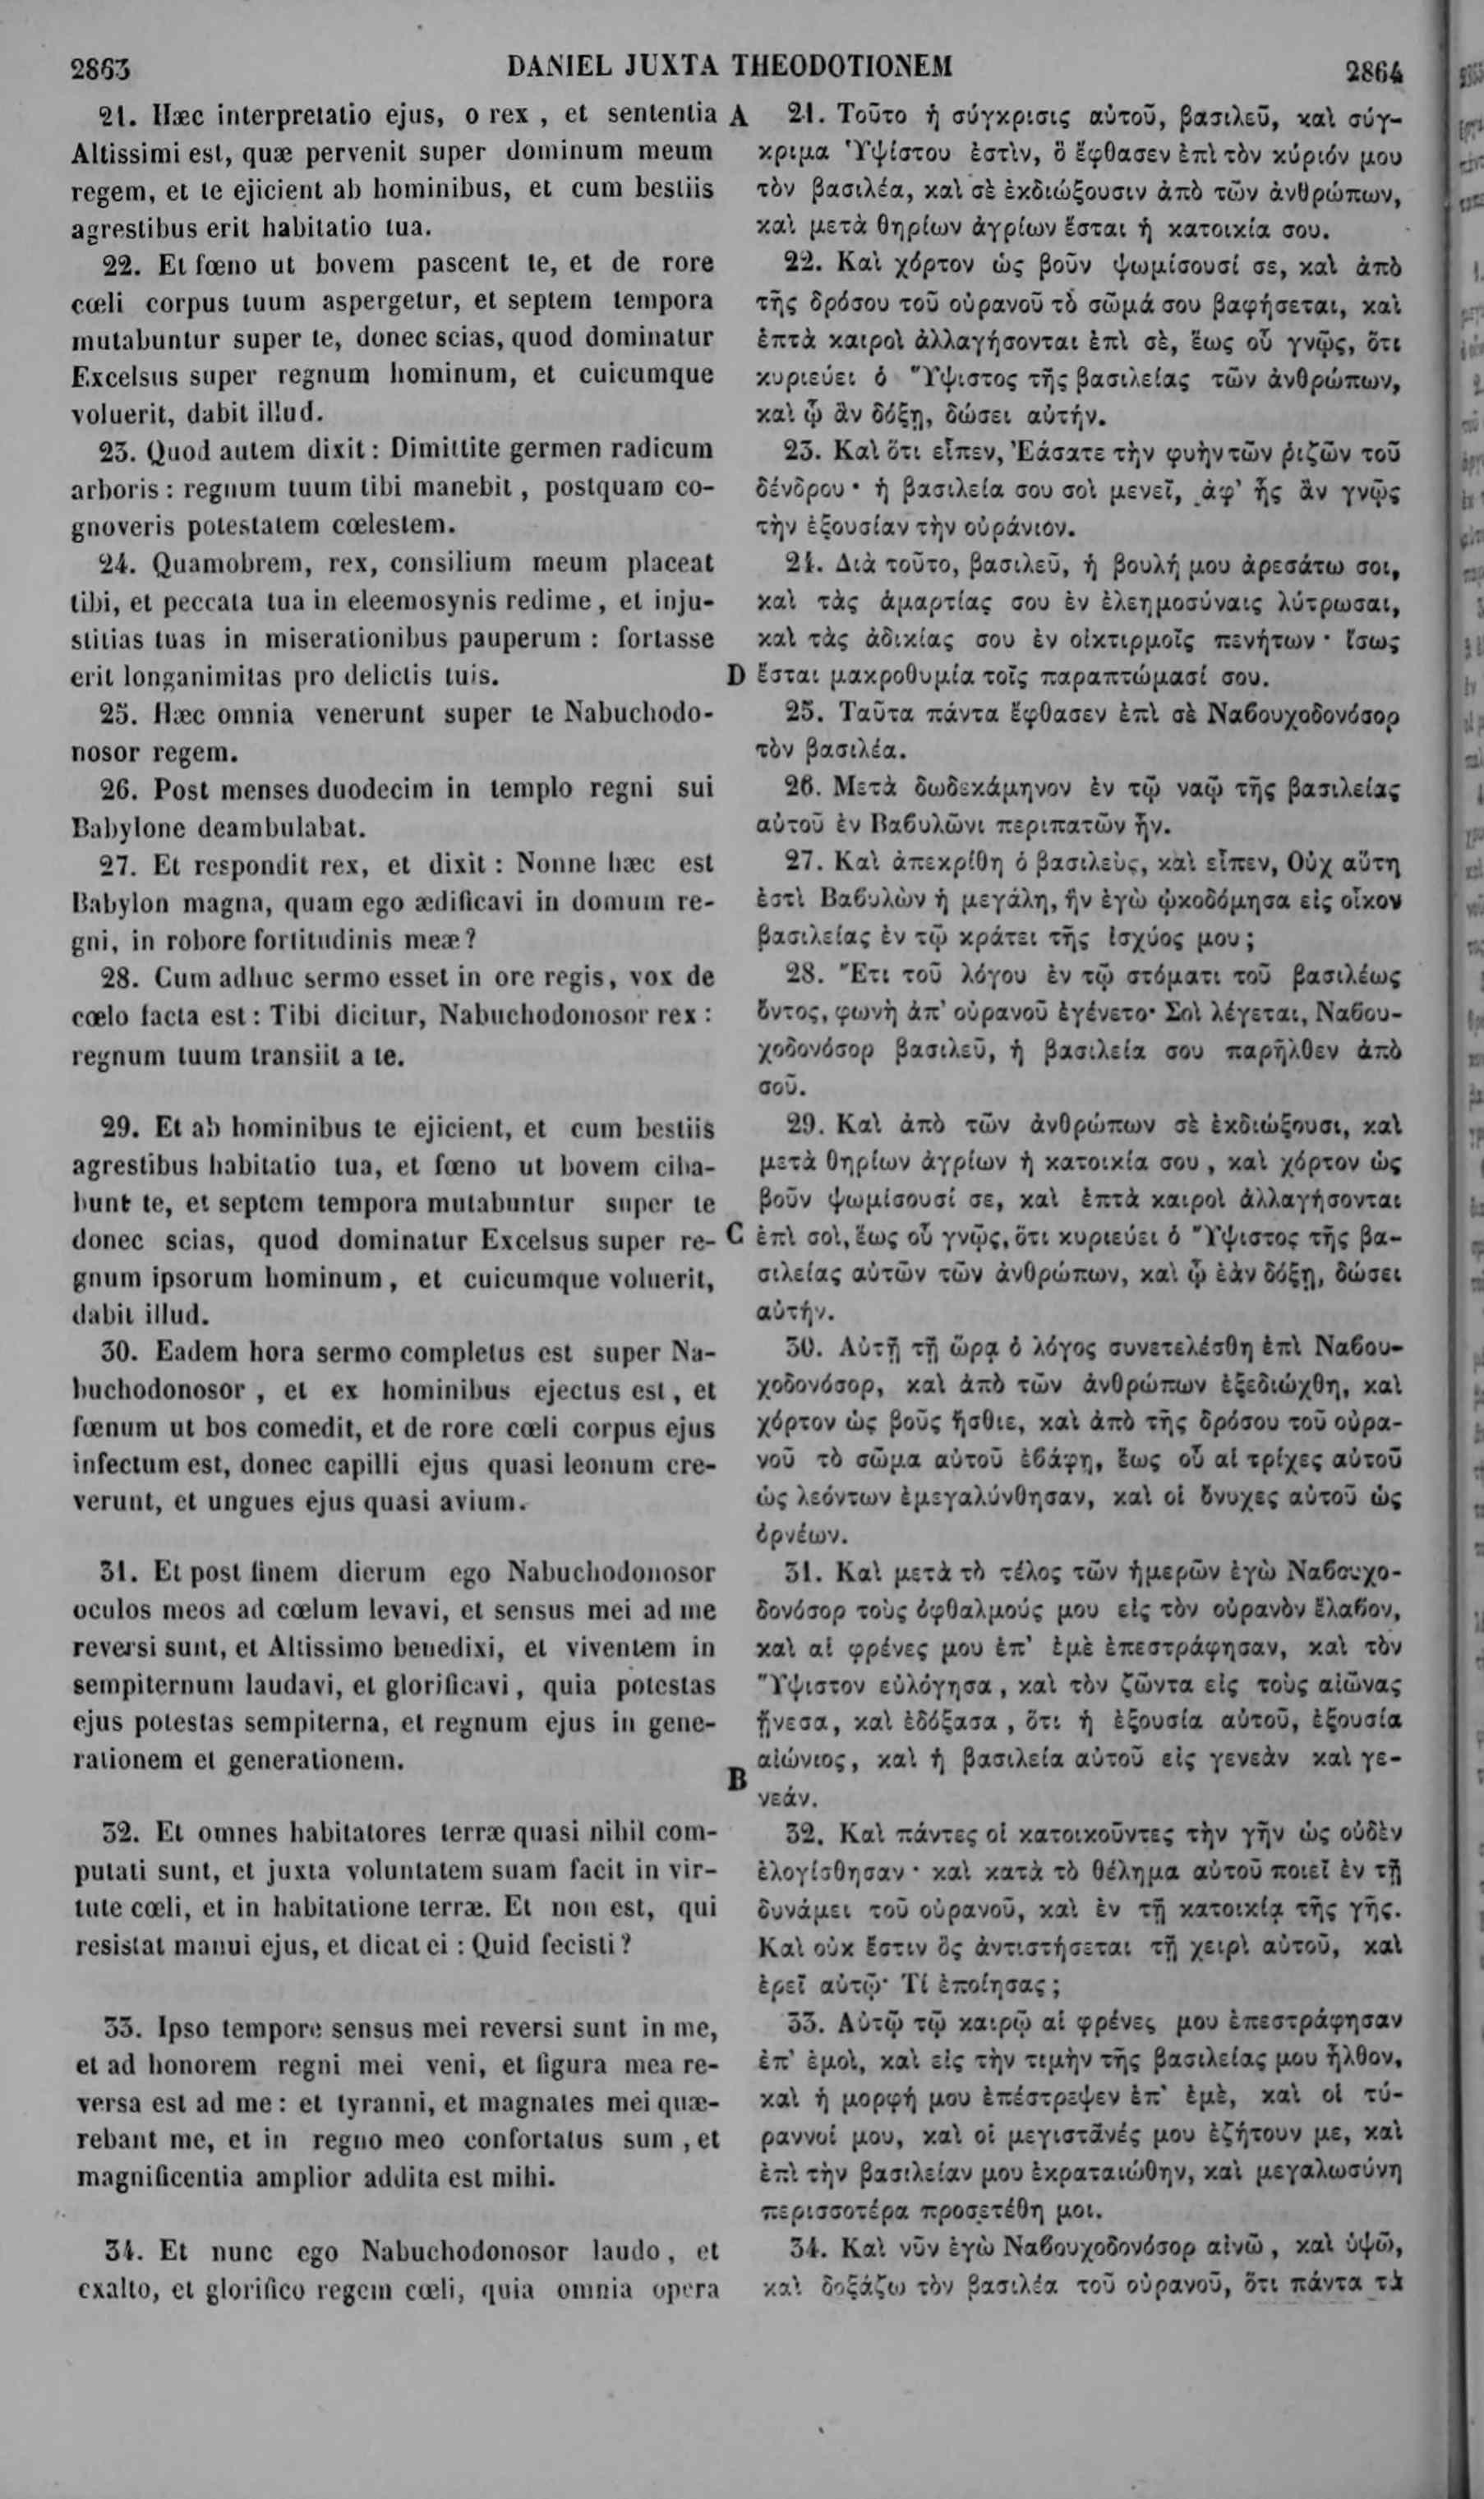 2863
DANIEL JUXTA THEODOTIONEM
2864
21. Hæc interpretatio ejus, o rex , et sententia
Altissimi est, quæ pervenit super dominum meum
regem, et te ejicient ab hominibus, et cum bestiis
agrestibus erit habitatio tua.
22. Et fœno ut bovem pascent te, et de rore
cœli corpus tuum aspergetur, et septem tempora
mutabuntur super te, donec scias, quod dominatur
Excelsus super regnum hominum, et cuicumque
voluerit, dabit illud.
23. Quod autem dixit : Dimittite germen radicum
arboris : regnum tuum tibi manebit , postquam co-
gnoveris potestatem cœlestem.
24. Quamobrem, rex, consilium meum placeat
tibi, et peccata tua in eleemosynis redime , et inju-
stitias tuas in miserationibus pauperum : fortasse
erit longanimitas pro delictis tuis.
25. Hæc omnia venerunt super te Nabuchodo-
nosor regem.
26. Post menses duodecim in templo regni sui
Babylone deambulabat.
27. Et respondit rex, et dixit : Nonne hæc est
Babylon magna, quam ego ædificavi in domum re-
gni, in robore fortitudinis meæ ?
28. Cum adhuc sermo esset in ore regis, vox de
cœlo facta est : Tibi dicitur, Nabuchodonosor rex :
regnum tuum transiit a te.
29. Et ab hominibus te ejicient, et cum bestiis
agrestibus habitatio tua, et fœno ut bovem ciba-
bunt te, et septem tempora mutabuntur super te
donec scias, quod dominatur Excelsus super re-
gnum ipsorum hominum , et cuicumque voluerit,
dabit illud.
30. Eadem hora sermo completus est super Na-
buchodonosor , et ex hominibus ejectus est, et
fœnum ut bos comedit, et de rore cœli corpus ejus
infectum est, donec capilli ejus quasi leonum cre-
verunt, et ungues ejus quasi avium.
31. Et post finem dierum ego Nabuchodonosor
oculos meos ad cœlum levavi, et sensus mei ad me
reversi sunt, et Altissimo benedixi, et viventem in
sempiternum laudavi, et glorificavi , quia potestas
ejus potestas sempiterna, et regnum ejus in gene-
rationem et generationem.
32. Et omnes habitatores terræ quasi nihil com-
putati sunt, et juxta voluntatem suam facit in vir-
tute cœli, et in habitatione terræ. Et non est, qui
resistat manui ejus, et dicat ei : Quid fecisti ?
33. Ipso tempore sensus mei reversi sunt in me,
et ad honorem regni mei veni, et figura mea re-
versa est ad me : et tyranni, et magnates mei quæ-
rebant me, et in regno meo confortatus sum , et
magnificentia amplior addita est mihi.
34. Et nunc ego Nabuchodonosor laudo , et
exalto, et glorifico regem cœli, quia omnia opera
A
D
C
B
21. Τοῦτο ἡ σύγκρισις αὐτοῦ, βασιλεῦ, καὶ σύγ-
κριμα Ὑψίστου ἐστὶν, ὃ ἔφθασεν ἐπὶ τὸν κύριόν μου
τὸν βασιλέα, καὶ σὲ ἐκδιώξουσιν ἀπὸ τῶν ἀνθρώπων,
καὶ μετὰ θηρίων ἀγρίων ἔσται ἡ κατοικία σου.
22. Καὶ χόρτον ὡς βοῦν ψωμίσουσί σε, καὶ ἀπὸ
τῆς δρόσου τοῦ οὐρανοῦ τὸ σῶμά σου βαφήσεται, καὶ
ἑπτὰ καιροὶ ἀλλαγήσονται ἐπὶ σὲ, ἕως οὗ γνῷς, ὅτι
κυριεύει ὁ Ὕψιστος τῆς βασιλείας τῶν ἀνθρώπων,
καὶ ᾧ ἂν δόξῃ, δώσει αὐτήν.
23. Καὶ ὅτι εἶπεν, Ἐάσατε τὴν φυὴν τῶν ῥιζῶν τοῦ
δένδρου · ἡ βασιλεία σου σοὶ μενεῖ, ἀφ' ἧς ἂν γνῷς
τὴν ἐξουσίαν τὴν οὐράνιον.
24. Διὰ τοῦτο, βασιλεῦ, ἡ βουλή μου ἀρεσάτω σοι,
καὶ τὰς ἁμαρτίας σου ἐν ἐλεημοσύναις λύτρωσαι,
καὶ τὰς ἀδικίας σου ἐν οἰκτιρμοῖς πενήτων · ἴσως
ἔσται μακροθυμία τοῖς παραπτώμασί σου.
25. Ταῦτα πάντα ἔφθασεν ἐπὶ σὲ Ναβουχοδονόσορ
τὸν βασιλέα.
26. Μετὰ δωδεκάμηνον ἐν τῷ ναῷ τῆς βασιλείας
αὐτοῦ ἐν Βαβυλῶνι περιπατῶν ἦν.
27. Καὶ ἀπεκρίθη ὁ βασιλεὺς, καὶ εἶπεν, Οὐχ αὕτη
ἐστὶ Βαβυλὼν ἡ μεγάλη, ἣν ἐγὼ ᾠκοδόμησα εἰς οἶκον
βασιλείας ἐν τῷ κράτει τῆς ἰσχύος μου ;
28. Ἔτι τοῦ λόγου ἐν τῷ στόματι τοῦ βασιλέως
ὄντος, φωνὴ ἀπ' οὐρανοῦ ἐγένετο· Σοὶ λέγεται, Ναβου-
χοδονόσορ βασιλεῦ, ἡ βασιλεία σου παρῆλθεν ἀπὸ
σοῦ.
29. Καὶ ἀπὸ τῶν ἀνθρώπων σὲ ἐκδιώξουσι, καὶ
μετὰ θηρίων ἀγρίων ἡ κατοικία σου , καὶ χόρτον ὡς
βοῦν ψωμίσουσί σε, καὶ ἑπτὰ καιροὶ ἀλλαγήσονται
ἐπὶ σοὶ, ἕως οὗ γνῷς, ὅτι κυριεύει ὁ Ὕψιστος τῆς βα-
σιλείας αὐτῶν τῶν ἀνθρώπων, καὶ ᾧ ἐὰν δόξῃ, δώσει
αὐτήν.
30. Αὐτῇ τῇ ὥρᾳ ὁ λόγος συνετελέσθη ἐπὶ Ναβου-
χοδονόσορ, καὶ ἀπὸ τῶν ἀνθρώπων ἐξεδιώχθη, καὶ
χόρτον ὡς βοῦς ἤσθιε, καὶ ἀπὸ τῆς δρόσου τοῦ οὐρα-
νοῦ τὸ σῶμα αὐτοῦ ἐβάφη, ἕως οὗ αἱ τρίχες αὐτοῦ
ὡς λεόντων ἐμεγαλύνθησαν, καὶ οἱ ὄνυχες αὐτοῦ ὡς
ὀρνέων.
31. Καὶ μετὰ τὸ τέλος τῶν ἡμερῶν ἐγὼ Ναβουχο-
δονόσορ τοὺς ὀφθαλμούς μου εἰς τὸν οὐρανὸν ἔλαβον,
καὶ αἱ φρένες μου ἐπ' ἐμὲ ἐπεστράφησαν, καὶ τὸν
Ὕψιστον εὐλόγησα , καὶ τὸν ζῶντα εἰς τοὺς αἰῶνας
ᾔνεσα, καὶ ἐδόξασα , ὅτι ἡ ἐξουσία αὐτοῦ, ἐξουσία
αἰώνιος, καὶ ἡ βασιλεία αὐτοῦ εἰς γενεὰν καὶ γε-
νεάν.
32. Καὶ πάντες οἱ κατοικοῦντες τὴν γῆν ὡς οὐδὲν
ἐλογίσθησαν · καὶ κατὰ τὸ θέλημα αὐτοῦ ποιεῖ ἐν τῇ
δυνάμει τοῦ οὐρανοῦ, καὶ ἐν τῇ κατοικίᾳ τῆς γῆς.
Καὶ οὐκ ἔστιν ὃς ἀντιστήσεται τῇ χειρὶ αὐτοῦ, καὶ
ἐρεῖ αὐτῷ· Τί ἐποίησας ;
33. Αὐτῷ τῷ καιρῷ αἱ φρένες μου ἐπεστράφησαν
ἐπ' ἐμοὶ, καὶ εἰς τὴν τιμὴν τῆς βασιλείας μου ἦλθον,
καὶ ἡ μορφή μου ἐπέστρεψεν ἐπ' ἐμὲ, καὶ οἱ τύ-
ραννοί μου, καὶ οἱ μεγιστᾶνές μου ἐζήτουν με, καὶ
ἐπὶ τὴν βασιλείαν μου ἐκραταιώθην, καὶ μεγαλωσύνη
περισσοτέρα προσετέθη μοι.
34. Καὶ νῦν ἐγὼ Ναβουχοδονόσορ αἰνῶ , καὶ ὑψῶ,
καὶ δοξάζω τὸν βασιλέα τοῦ οὐρανοῦ, ὅτι πάντα τὰ